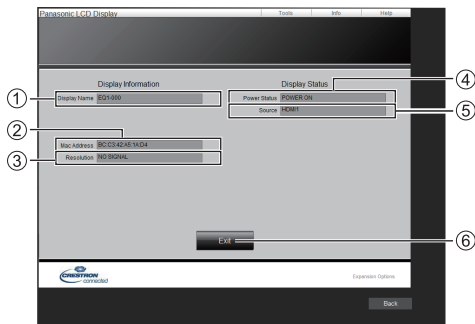 Panasonic LCD Display Tools Info Help
Display Information Display Status
① Display Name EQ1-000 Power Status POWER ON ④
Source HDMI1 ⑤
②
Mac Address BC:C3:42:A5:1A:D4
③ Resolution NO SIGNAL
Exit ⑥
CRESTRON connected Expansion Options
Back